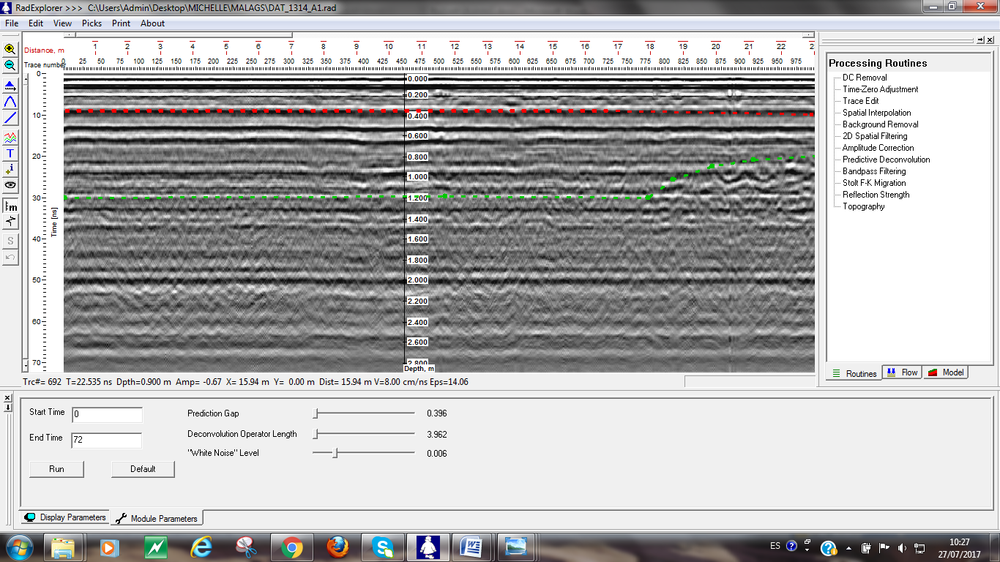 RadExplorer >>> C:\Users\Admin\Desktop\MICHELLE\MALAGS\DAT_1314_A1.rad
File Edit View Picks Print About
Distance, m 1 2 3 4 5 6 7 8 9 10 11 12 13 14 15 16 17 18 19 20 21 22 2
Trace number 0 25 50 75 100 125 150 175 200 225 250 275 300 325 350 375 400 425 450 475 500 525 550 575 600 625 650 675 700 725 750 775 800 825 850 875 900 925 950 975
0
10
20
30
40
50
60
70
Time [ns]
0.000
0.200
0.400
0.600
0.800
1.000
1.200
1.400
1.600
1.800
2.000
2.200
2.400
2.600
2.800
Depth, m
Trc#= 692 T=22.535 ns Dpth=0.900 m Amp= -0.67 X= 15.94 m Y= 0.00 m Dist= 15.94 m V=8.00 cm/ns Eps=14.06
Processing Routines
DC Removal
Time-Zero Adjustment
Trace Edit
Spatial Interpolation
Background Removal
2D Spatial Filtering
Amplitude Correction
Predictive Deconvolution
Bandpass Filtering
Stolt F-K Migration
Reflection Strength
Topography
Routines Flow Model
Start Time 0
End Time 72
Run Default
Prediction Gap 0.396
Deconvolution Operator Length 3.962
"White Noise" Level 0.006
Display Parameters Module Parameters
ES
10:27
27/07/2017